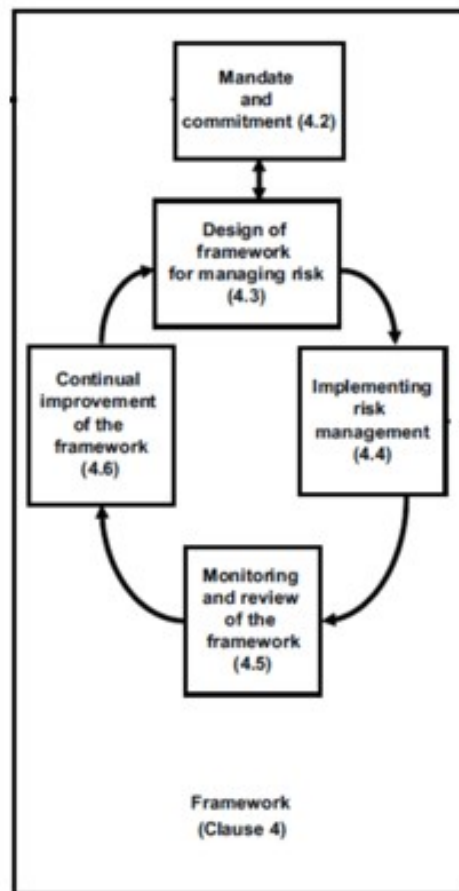 Mandate
and
commitment (4.2)
Design of
framework
for managing risk
(4.3)
Continual
improvement
of the
framework
(4.6)
Implementing
risk
management
(4.4)
Monitoring
and review
of the
framework
(4.5)
Framework
(Clause 4)